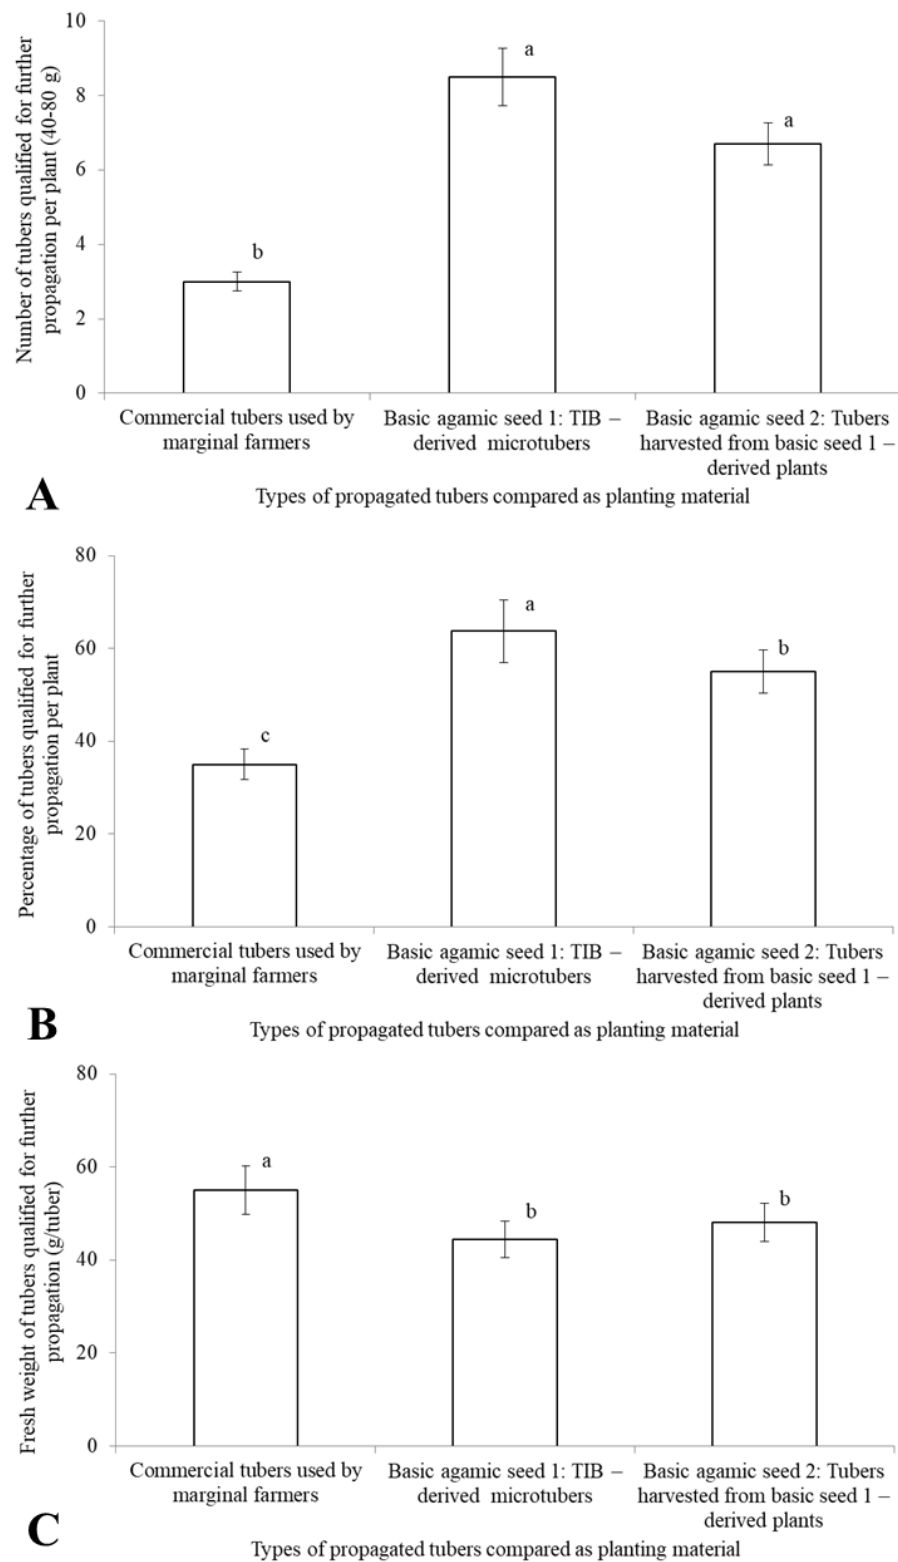 Number of tubers qualified for further
propagation per plant (40-80 g)
10
8
6
4
2
0
b
a
a
Commercial tubers used by
marginal farmers
Basic agamic seed 1: TIB –
derived microtubers
Basic agamic seed 2: Tubers
harvested from basic seed 1 –
derived plants
Types of propagated tubers compared as planting material
A
Percentage of tubers qualified for further
propagation per plant
80
60
40
20
0
c
a
b
Commercial tubers used by
marginal farmers
Basic agamic seed 1: TIB –
derived microtubers
Basic agamic seed 2: Tubers
harvested from basic seed 1 –
derived plants
Types of propagated tubers compared as planting material
B
Fresh weight of tubers qualified for further
propagation (g/tuber)
80
60
40
20
0
a
b
b
Commercial tubers used by
marginal farmers
Basic agamic seed 1: TIB –
derived microtubers
Basic agamic seed 2: Tubers
harvested from basic seed 1 –
derived plants
Types of propagated tubers compared as planting material
C